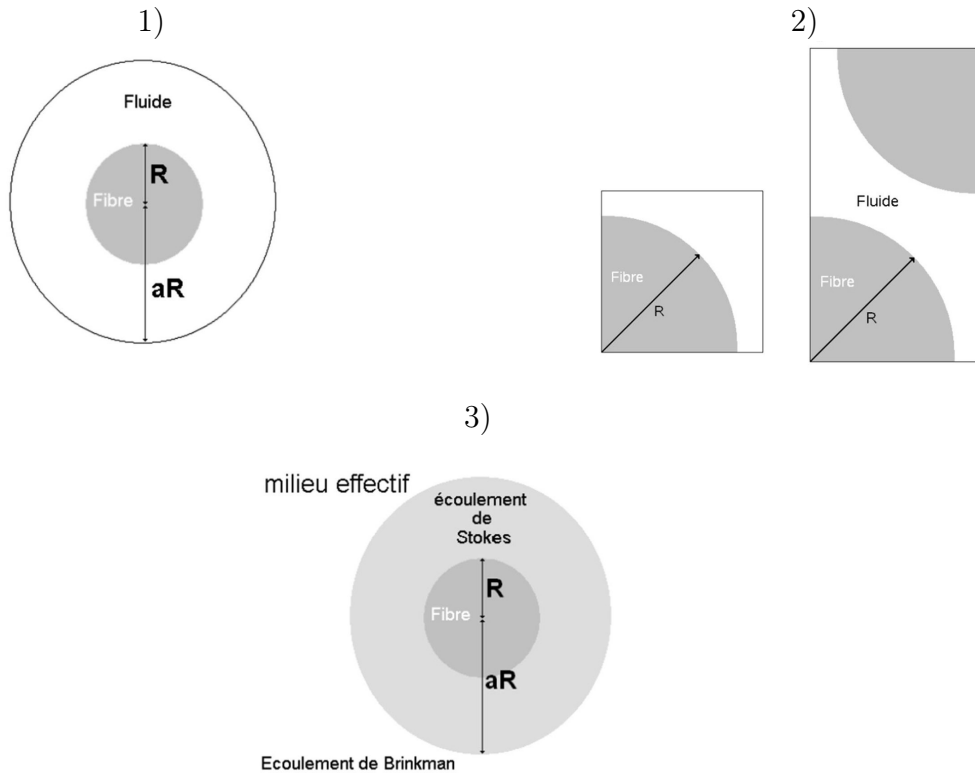 1)
Fluide
R
Fibre
aR
2)
Fluide
Fibre
R
Fibre
R
3)
milieu effectif
écoulement
de
Stokes
R
Fibre
aR
Ecoulement de Brinkman